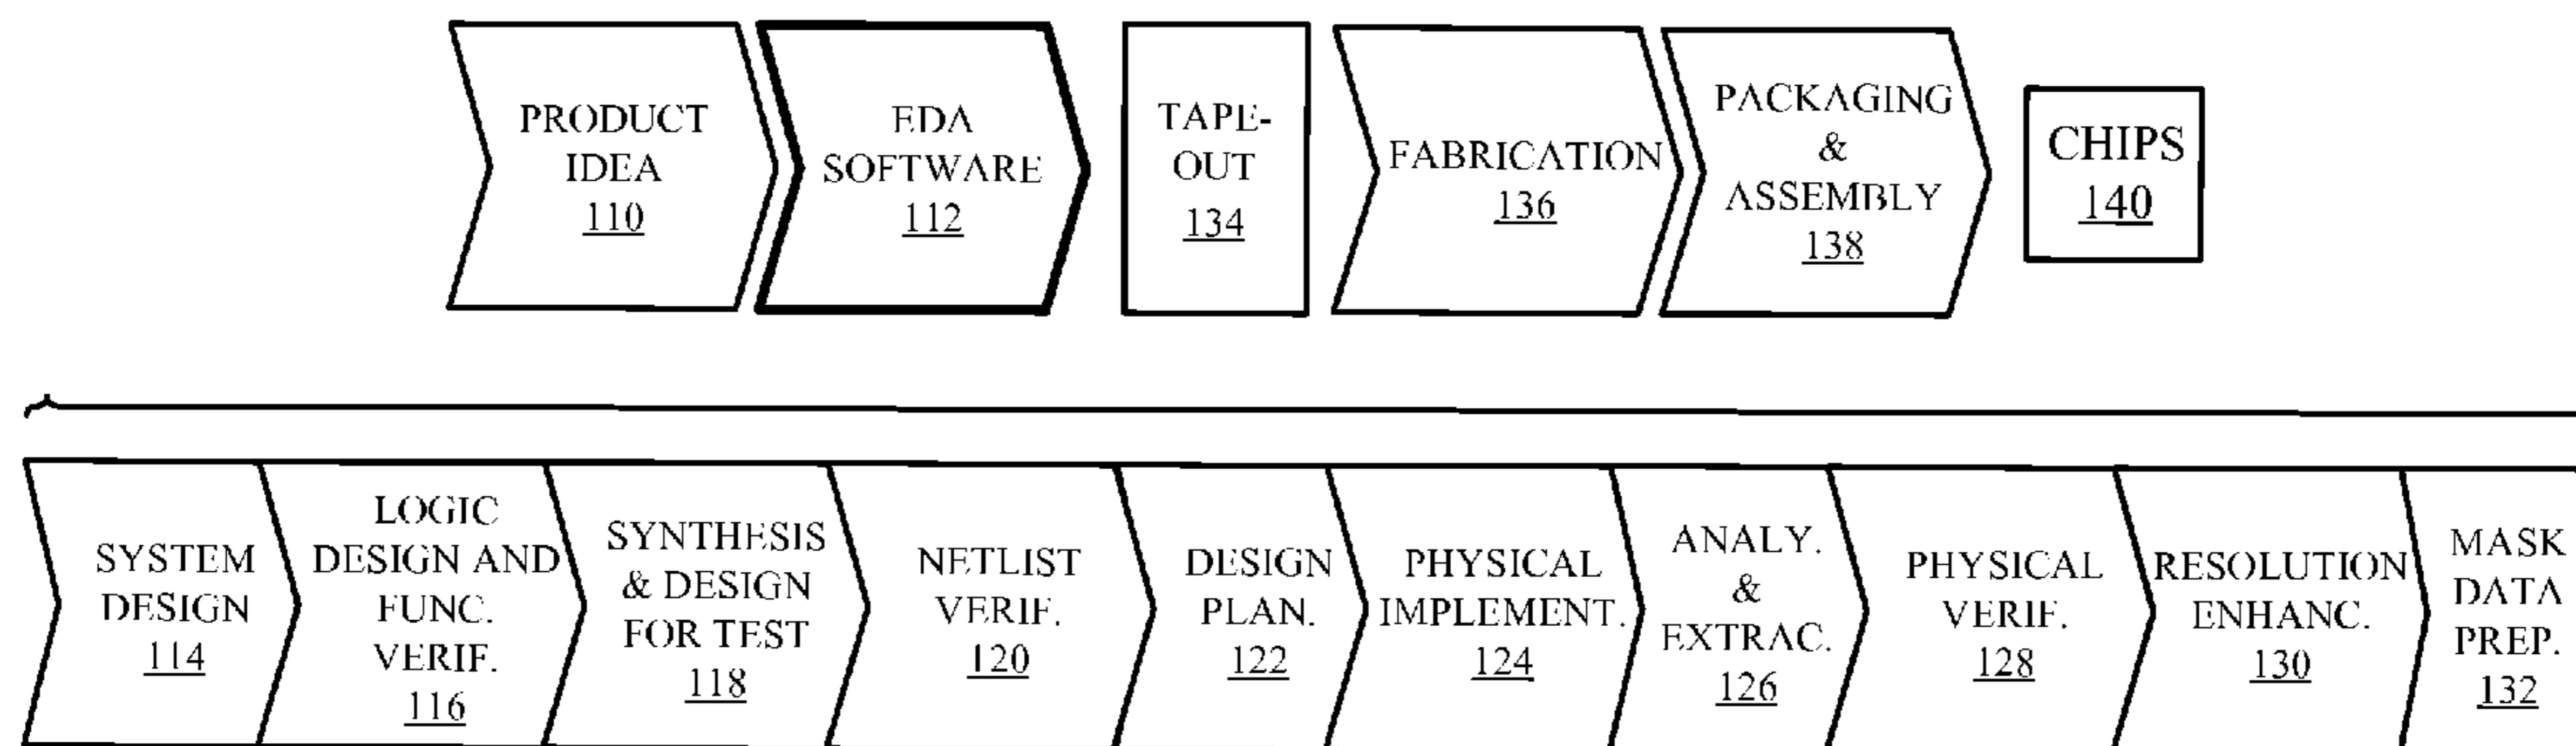 PRODUCT
IDEA
110
EDA
SOFTWARE
112
TAPE-
OUT
134
FABRICATION
136
PACKAGING
&
ASSEMBLY
138
CHIPS
140
SYSTEM
DESIGN
114
LOGIC
DESIGN AND
FUNC.
VERIF.
116
SYNTHESIS
& DESIGN
FOR TEST
118
NETLIST
VERIF.
120
DESIGN
PLAN.
122
PHYSICAL
IMPLEMENT.
124
ANALY.
&
EXTRAC.
126
PHYSICAL
VERIF.
128
RESOLUTION
ENHANC.
130
MASK
DATA
PREP.
132